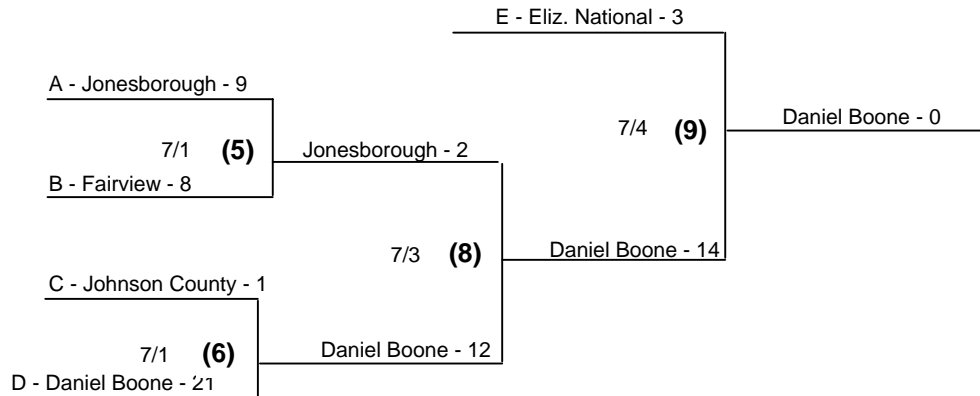 E - Eliz. National - 3
A - Jonesborough - 9
Daniel Boone - 0
7/4 (9)
7/1 (5)
Jonesborough - 2
B - Fairview - 8
7/3 (8)
Daniel Boone - 14
C - Johnson County - 1
7/1 (6)
Daniel Boone - 12
D - Daniel Boone - 21